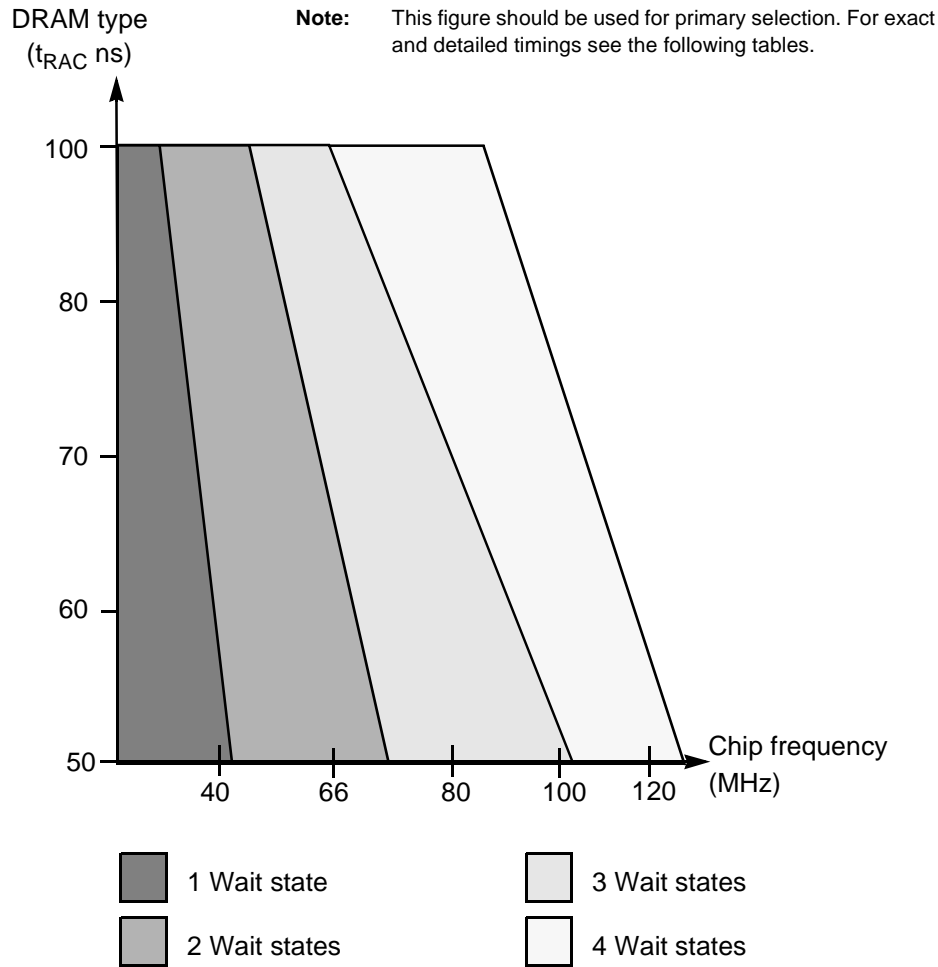 DRAM type
(tRAC ns)
Note: This figure should be used for primary selection. For exact
and detailed timings see the following tables.
100
80
70
60
50
40 66 80 100 120
Chip frequency
(MHz)
1 Wait state
3 Wait states
2 Wait states
4 Wait states